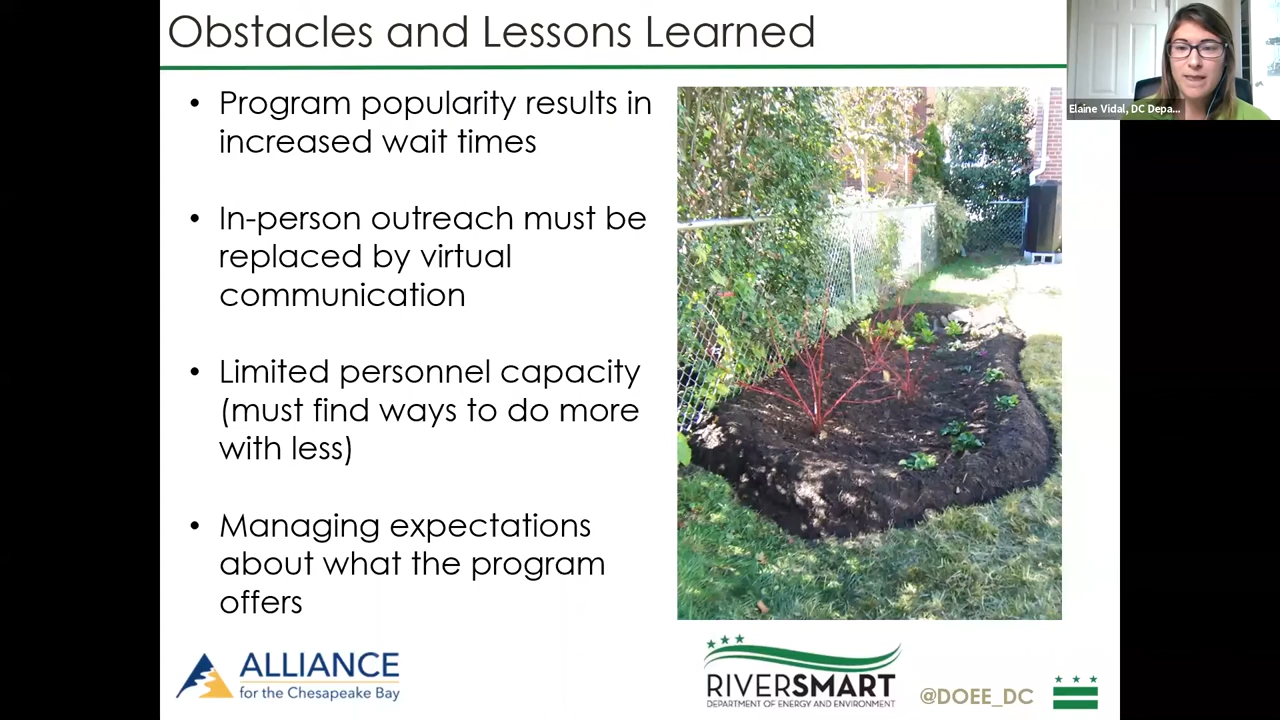 Obstacles and Lessons Learned
Elaine Vidal, DC Depa...
• Program popularity results in
increased wait times
• In-person outreach must be
replaced by virtual
communication
• Limited personnel capacity
(must find ways to do more
with less)
• Managing expectations
about what the program
offers
ALLIANCE
for the Chesapeake Bay
RIVERSMART
DEPARTMENT OF ENERGY AND ENVIRONMENT
@DOEE_DC